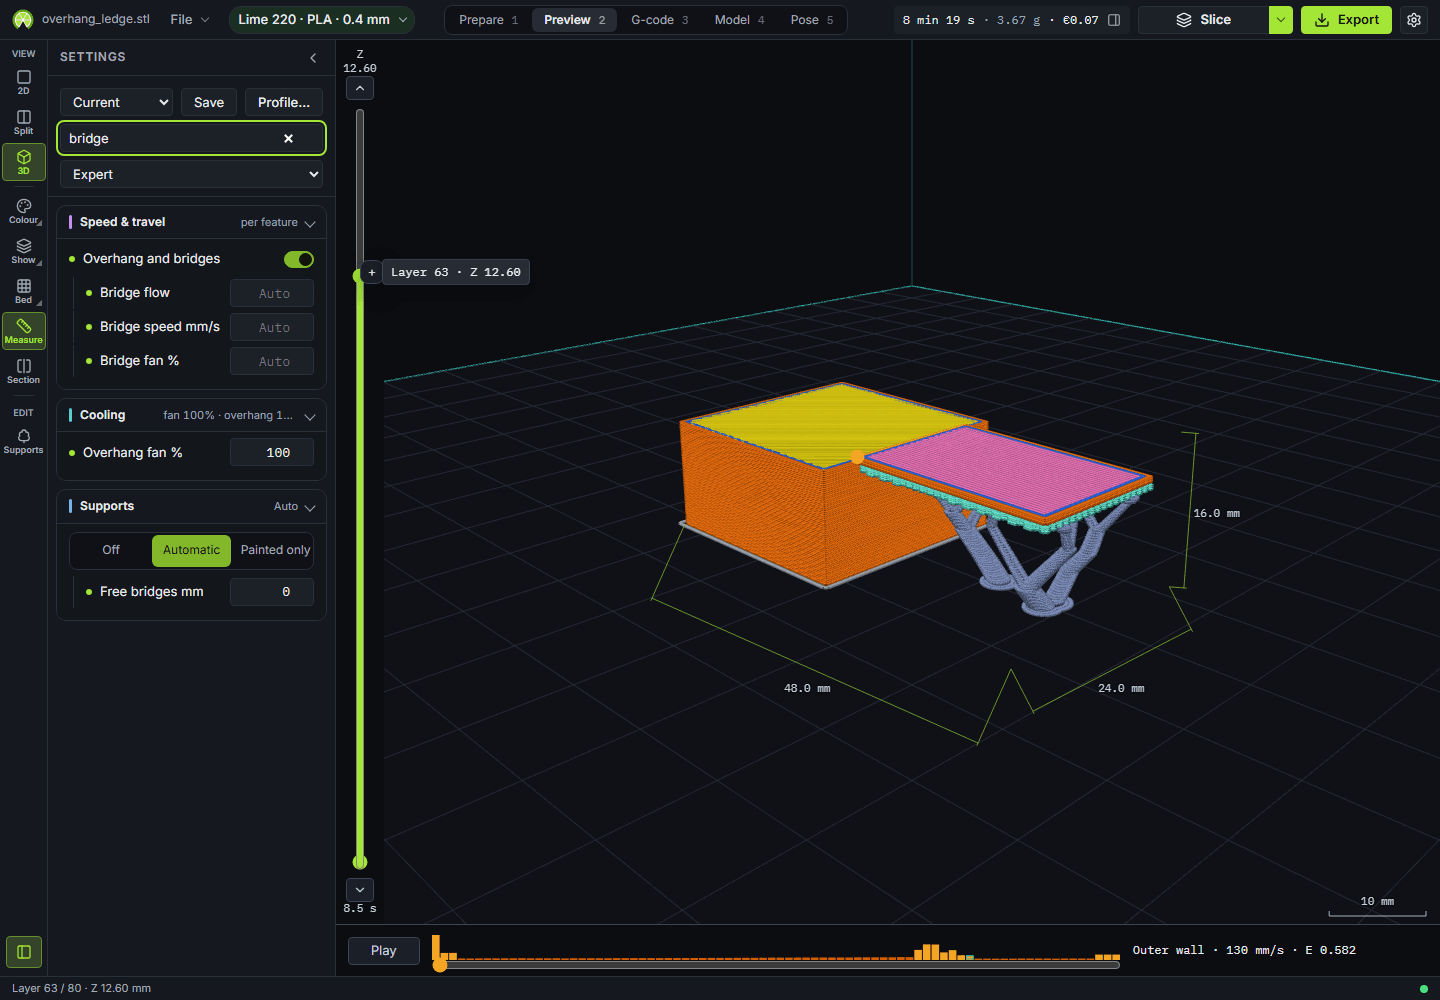 overhang_ledge.stl
File
Lime 220 · PLA · 0.4 mm
Prepare 1
Preview 2
G-code 3
Model 4
Pose 5
8 min 19 s · 3.67 g · €0.07
Slice
Export
VIEW
2D
Split
3D
Colour
Show
Bed
Measure
Section
EDIT
Supports
SETTINGS
Current
Save
Profile...
bridge
Expert
Speed & travel
per feature
Overhang and bridges
Bridge flow
Auto
Bridge speed mm/s
Auto
Bridge fan %
Auto
Cooling
fan 100% · overhang 1...
Overhang fan %
100
Supports
Auto
Off
Automatic
Painted only
Free bridges mm
0
Z
12.60
+
Layer 63 · Z 12.60
8.5 s
16.0 mm
48.0 mm
24.0 mm
10 mm
Play
Outer wall · 130 mm/s · E 0.582
Layer 63 / 80 · Z 12.60 mm